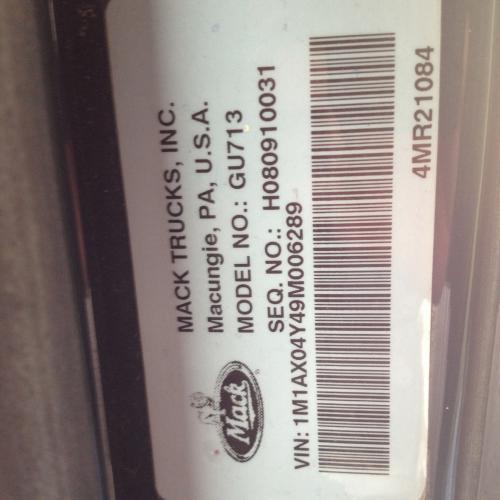 MACK TRUCKS, INC.
Macungie, PA, U.S.A.
MODEL NO.: GU713
SEQ. NO.: H080910031
Mack
VIN: 1M1AX04Y49M006289
4MR21084